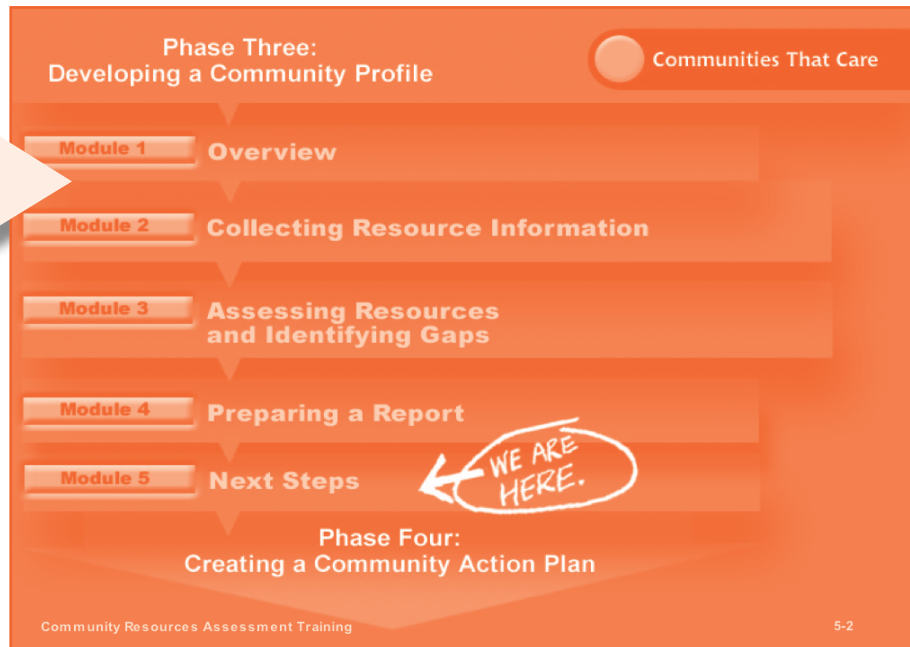 Phase Three:
Developing a Community Profile
Communities That Care
Module 1
Overview
Module 2
Collecting Resource Information
Module 3
Assessing Resources
and Identifying Gaps
Module 4
Preparing a Report
Module 5
Next Steps
WE ARE
HERE.
Phase Four:
Creating a Community Action Plan
Community Resources Assessment Training
5-2